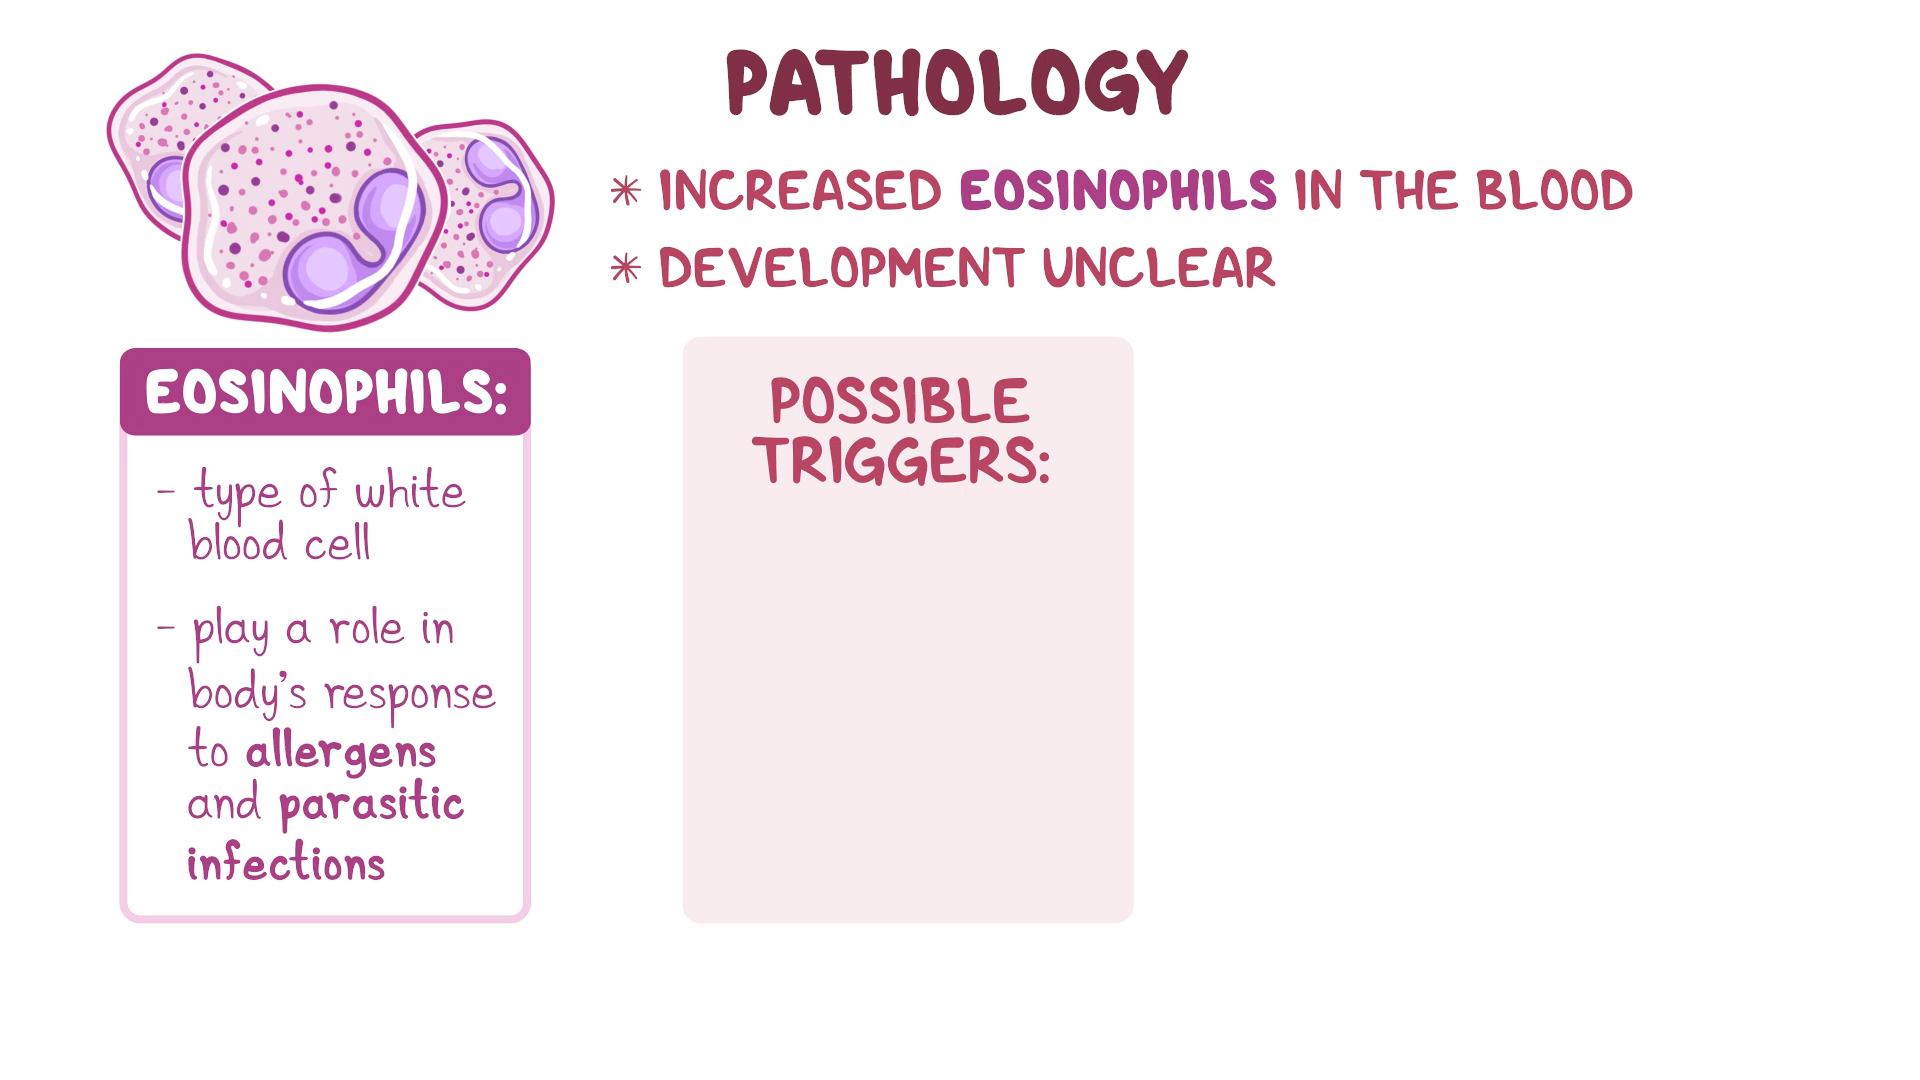 PATHOLOGY
* INCREASED EOSINOPHILS IN THE BLOOD
* DEVELOPMENT UNCLEAR
EOSINOPHILS:
- type of white
blood cell
- play a role in
body's response
to allergens
and parasitic
infections
POSSIBLE
TRIGGERS: